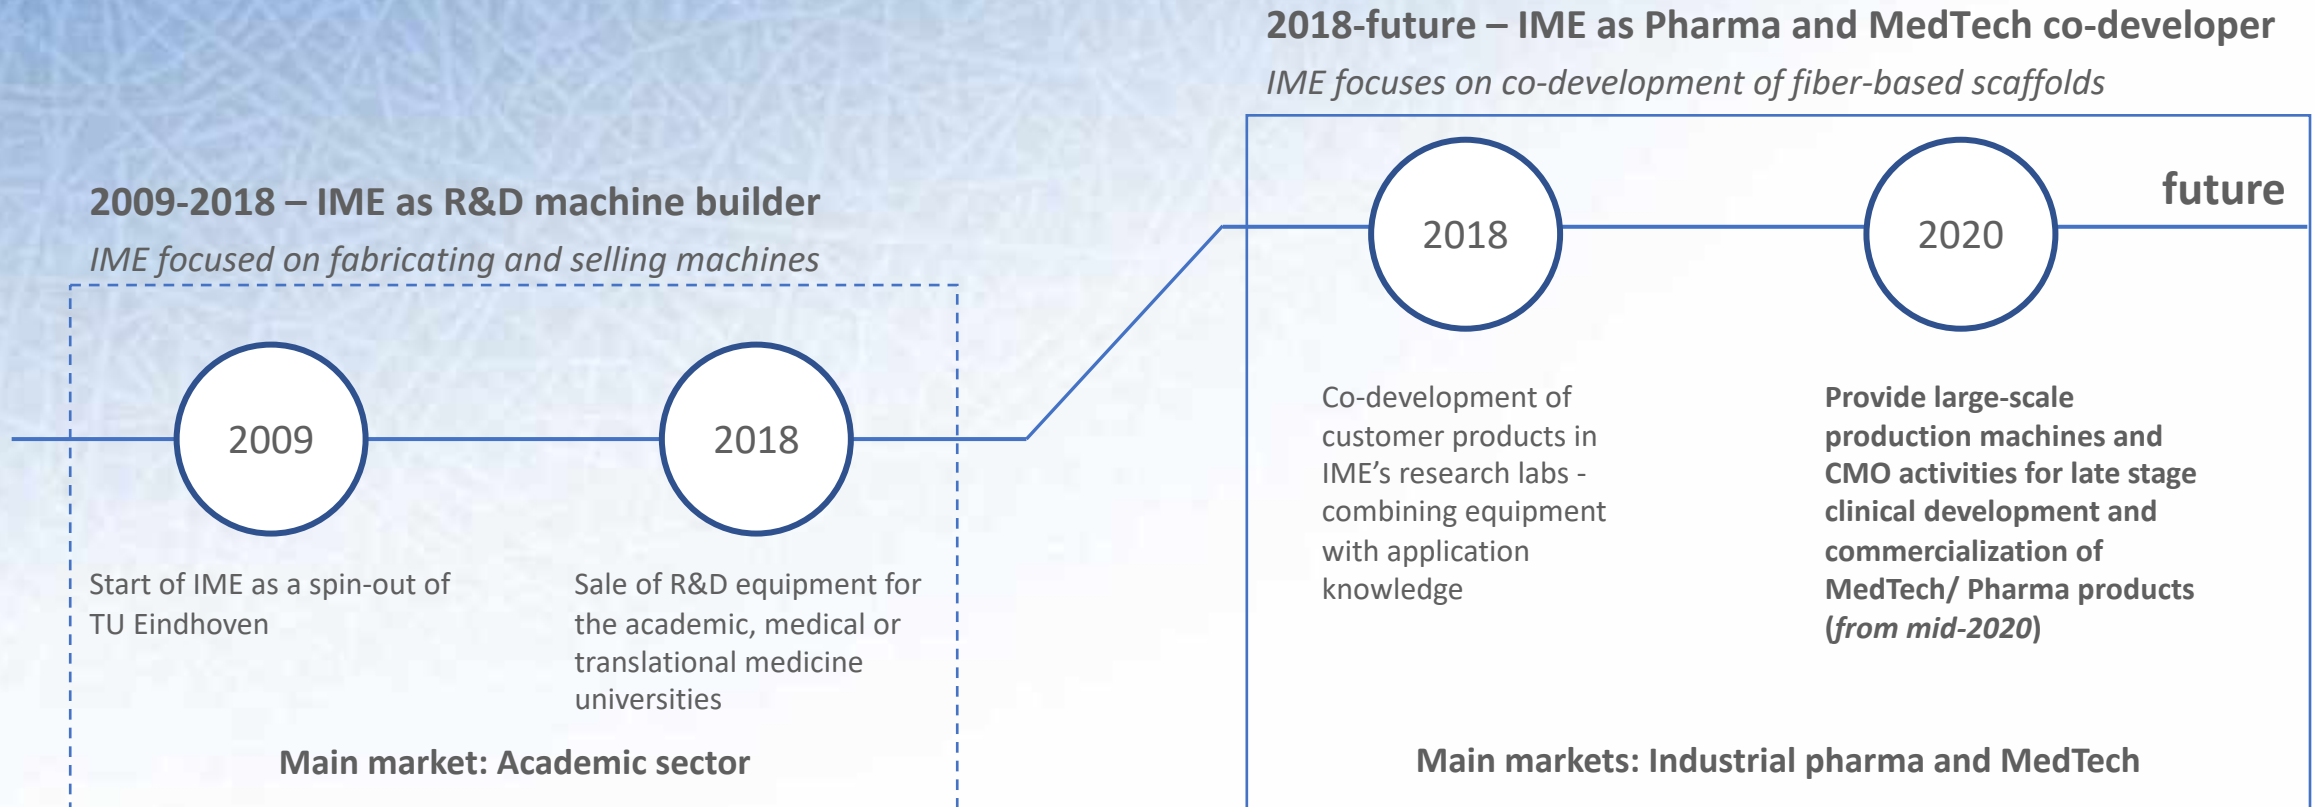 2018-future – IME as Pharma and MedTech co-developer
IME focuses on co-development of fiber-based scaffolds
2009-2018 – IME as R&D machine builder
IME focused on fabricating and selling machines
2009
Start of IME as a spin-out of
TU Eindhoven
2018
Sale of R&D equipment for
the academic, medical or
translational medicine
universities
Main market: Academic sector
2018
Co-development of
customer products in
IME’s research labs -
combining equipment
with application
knowledge
2020
Provide large-scale
production machines and
CMO activities for late stage
clinical development and
commercialization of
MedTech/ Pharma products
(from mid-2020)
future
Main markets: Industrial pharma and MedTech